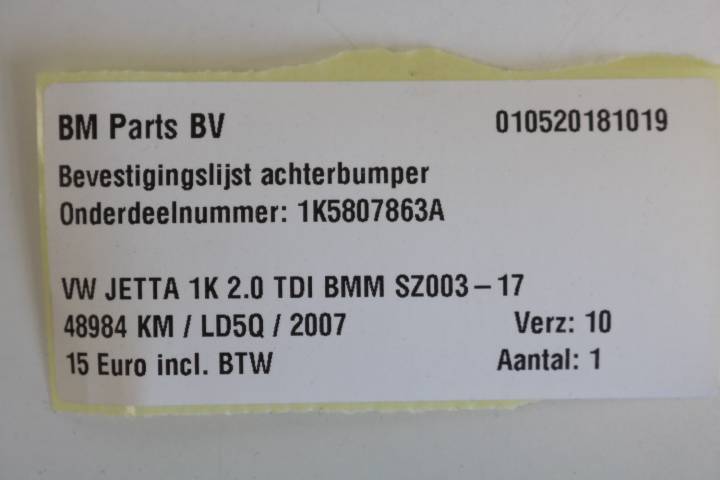 BM Parts BV 010520181019
Bevestigingslijst achterbumper
Onderdeelnummer: 1K5807863A
VW JETTA 1K 2.0 TDI BMM SZ003-17
48984 KM / LD5Q / 2007 Verz: 10
15 Euro incl. BTW Aantal: 1